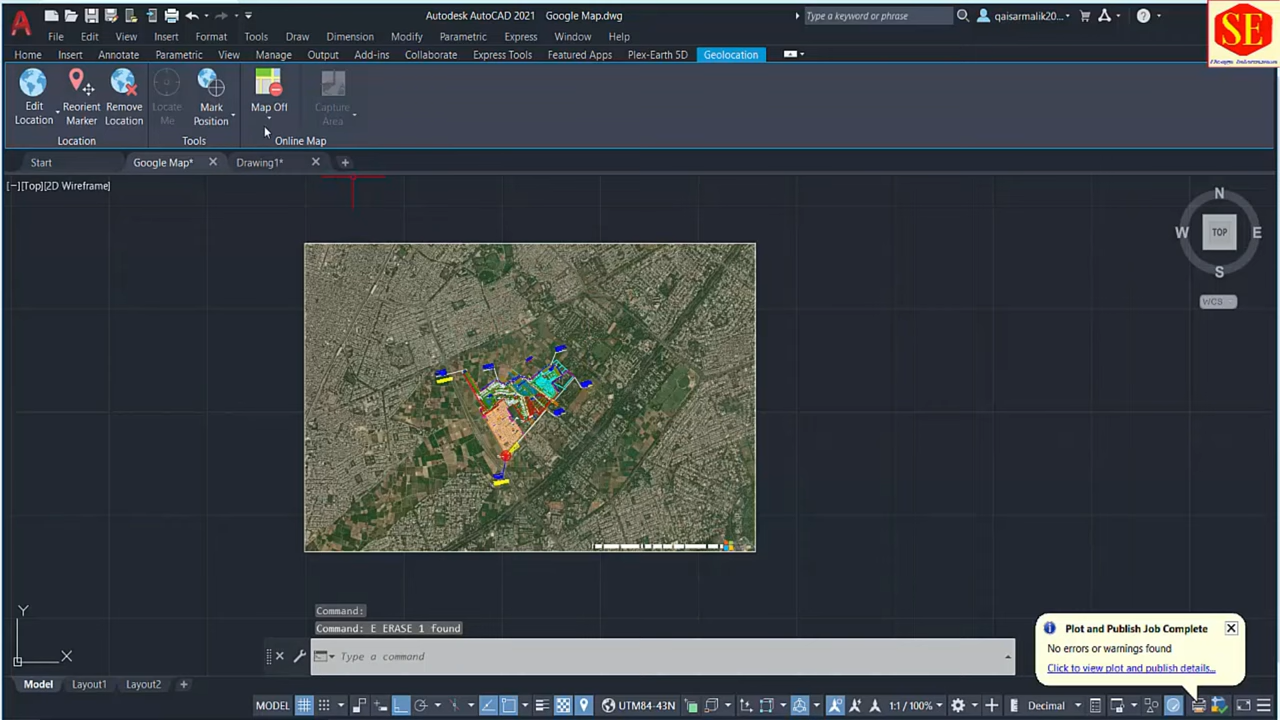 Autodesk AutoCAD 2021 Google Map.dwg
Type a keyword or phrase
qaisarmalik20...
SE
File Edit View Insert Format Tools Draw Dimension Modify Parametric Express Window Help
Home Insert Annotate Parametric View Manage Output Add-ins Collaborate Express Tools Featured Apps Plex-Earth 5D Geolocation
Edit Location
Reorient Marker
Remove Location
Locate Me
Mark Position
Map Off
Capture Area
Location Tools Online Map
Start Google Map* Drawing1*
[−][Top][2D Wireframe]
N
W TOP E
S
WCS
Command:
Command: E ERASE 1 found
Type a command
Y
X
Plot and Publish Job Complete
No errors or warnings found
Click to view plot and publish details...
Model Layout1 Layout2
MODEL UTM84-43N 1:1 / 100% Decimal